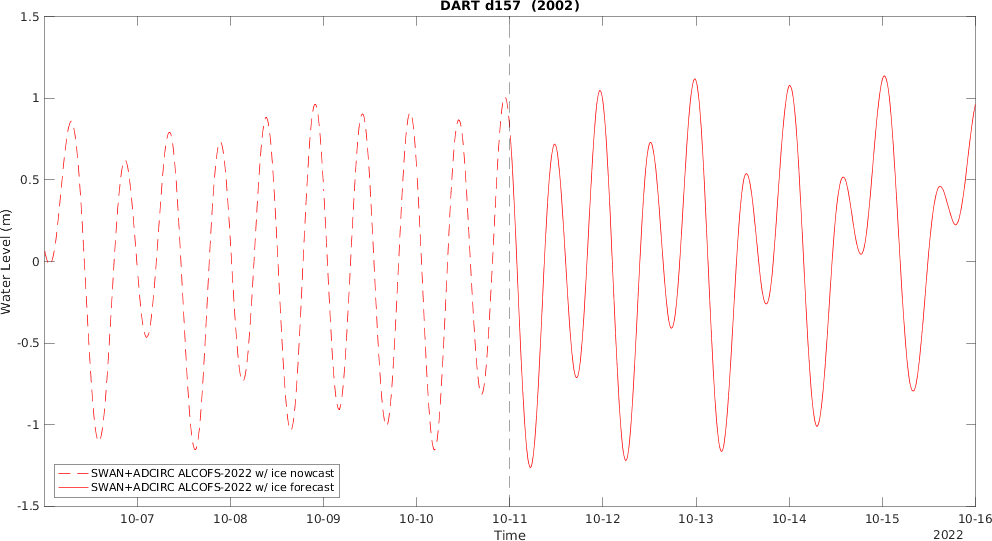 DART d157  (2002)
1.5
1
0.5
0
-0.5
-1
-1.5
Water Level (m)
SWAN+ADCIRC ALCOFS-2022 w/ ice nowcast
SWAN+ADCIRC ALCOFS-2022 w/ ice forecast
10-07 10-08 10-09 10-10 10-11 10-12 10-13 10-14 10-15 10-16
Time
2022